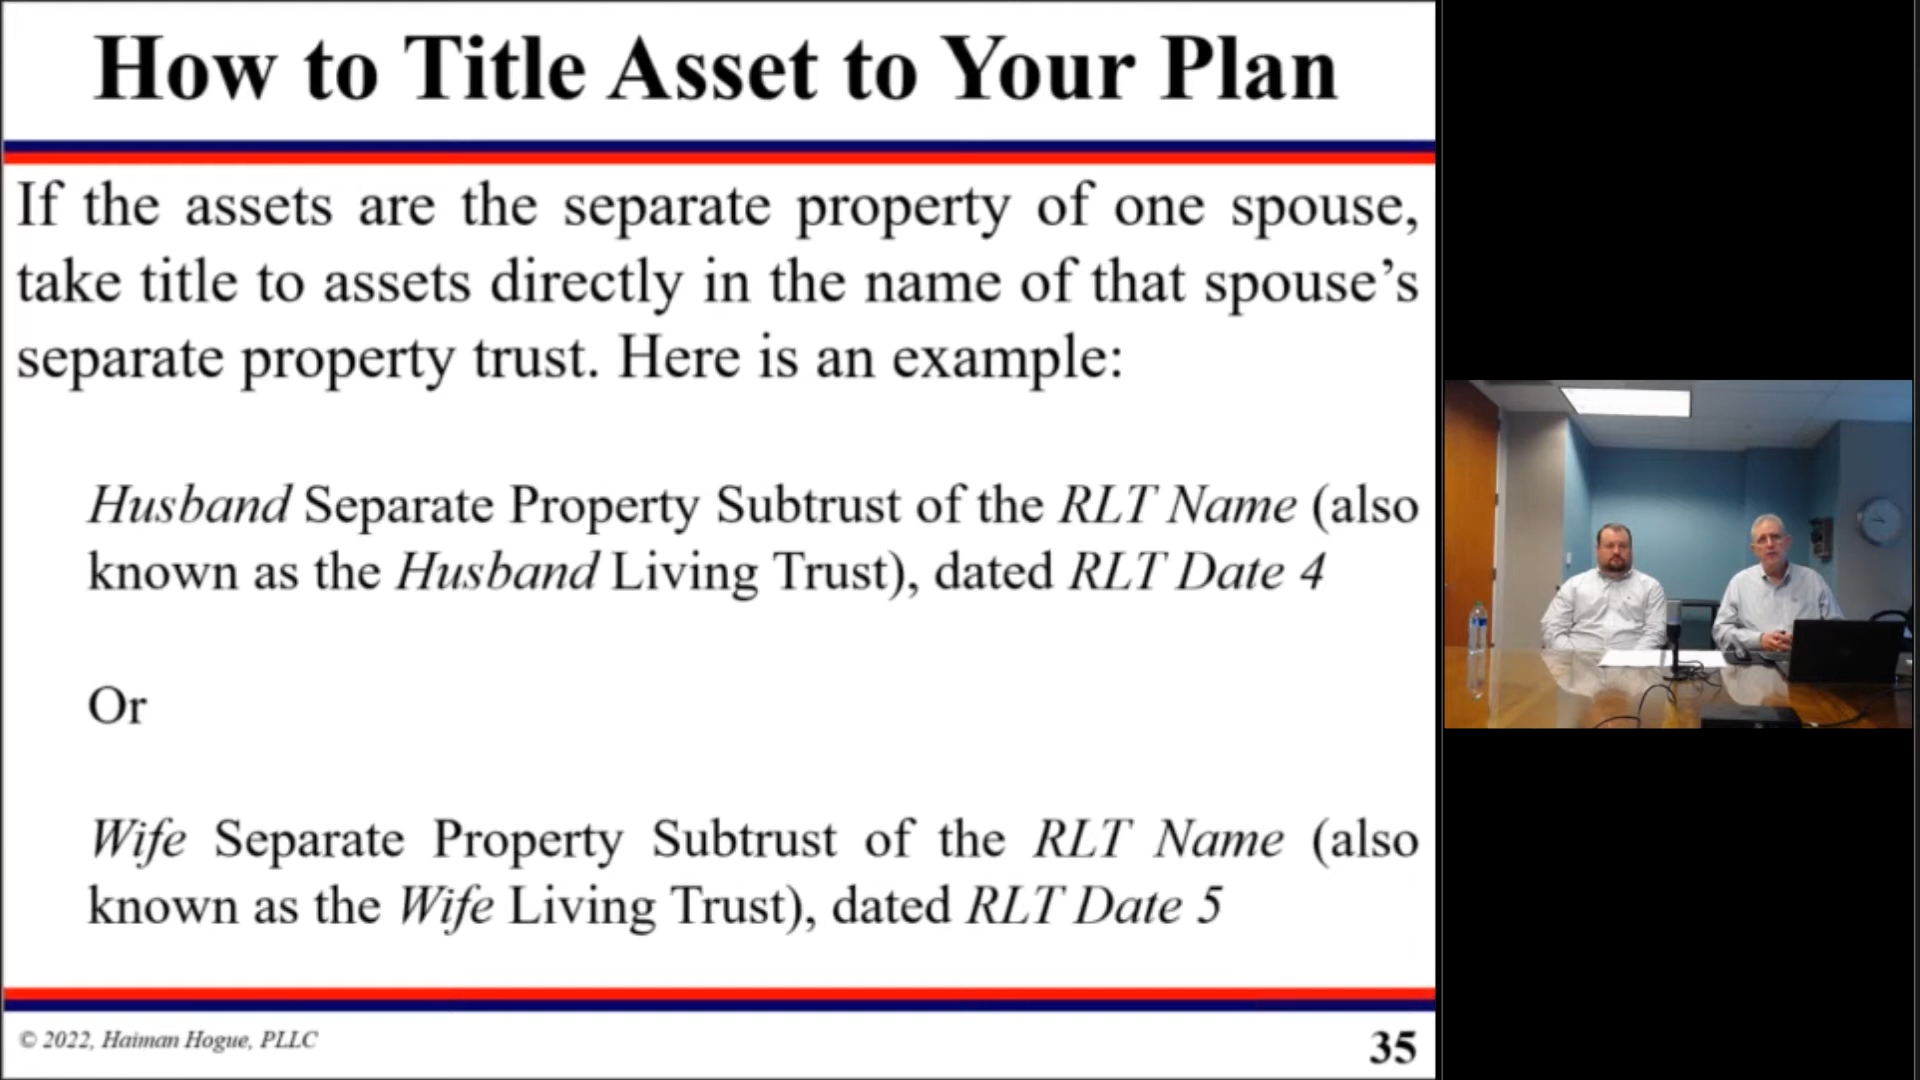 How to Title Asset to Your Plan
If the assets are the separate property of one spouse,
take title to assets directly in the name of that spouse’s
separate property trust. Here is an example:
Husband Separate Property Subtrust of the RLT Name (also
known as the Husband Living Trust), dated RLT Date 4
Or
Wife Separate Property Subtrust of the RLT Name (also
known as the Wife Living Trust), dated RLT Date 5
© 2022, Haiman Hogue, PLLC
35